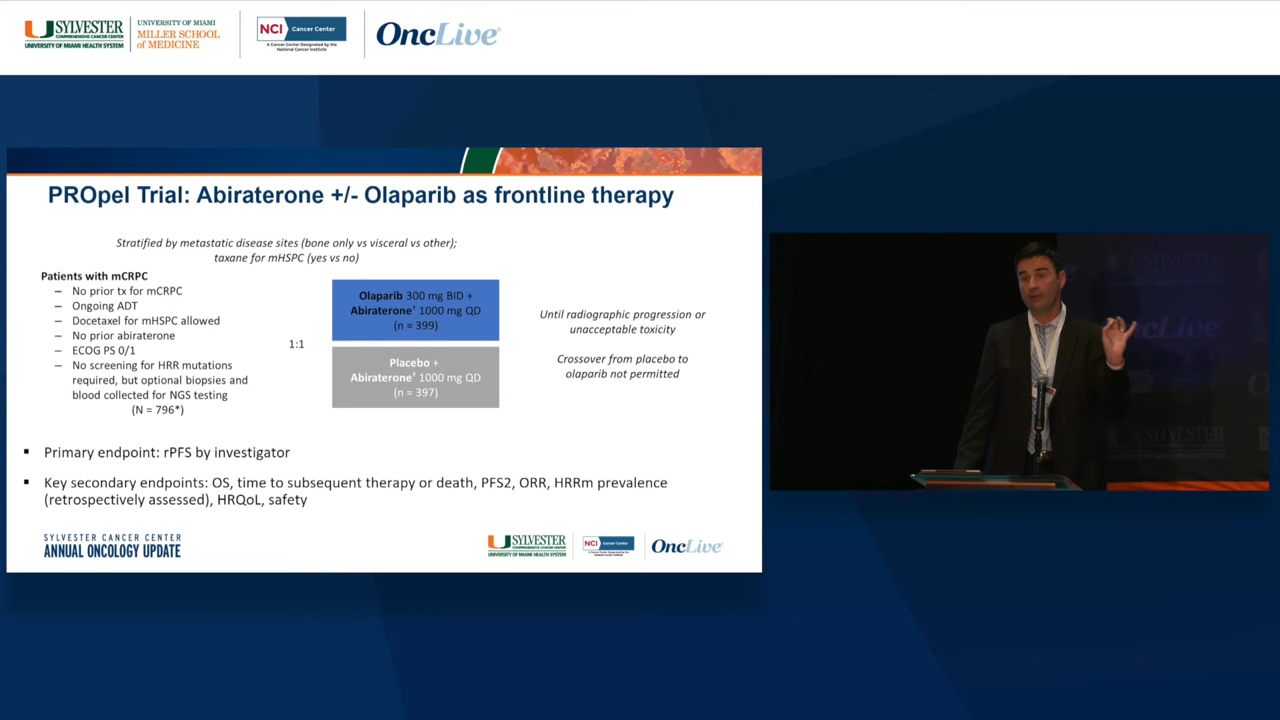 SYLVESTER
COMPREHENSIVE CANCER CENTER
UNIVERSITY OF MIAMI HEALTH SYSTEM
UNIVERSITY OF MIAMI
MILLER SCHOOL
of MEDICINE
NCI Cancer Center
A Cancer Center Designated by the
National Cancer Institute
OncLive®
PROpel Trial: Abiraterone +/- Olaparib as frontline therapy
Stratified by metastatic disease sites (bone only vs visceral vs other);
taxane for mHSPC (yes vs no)
Patients with mCRPC
– No prior tx for mCRPC
– Ongoing ADT
– Docetaxel for mHSPC allowed
– No prior abiraterone
– ECOG PS 0/1
– No screening for HRR mutations
required, but optional biopsies and
blood collected for NGS testing
(N = 796*)
1:1
Olaparib 300 mg BID +
Abiraterone† 1000 mg QD
(n = 399)
Placebo +
Abiraterone† 1000 mg QD
(n = 397)
Until radiographic progression or
unacceptable toxicity
Crossover from placebo to
olaparib not permitted
▪ Primary endpoint: rPFS by investigator
▪ Key secondary endpoints: OS, time to subsequent therapy or death, PFS2, ORR, HRRm prevalence
(retrospectively assessed), HRQoL, safety
SYLVESTER CANCER CENTER
ANNUAL ONCOLOGY UPDATE
SYLVESTER
COMPREHENSIVE CANCER CENTER
UNIVERSITY OF MIAMI HEALTH SYSTEM
NCI Cancer Center
OncLive
OncLive
SYLVESTER